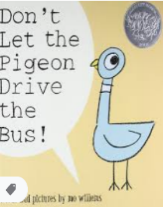 Don't
Let the
Pigeon
Drive
the
Bus!
pictures by mo willems